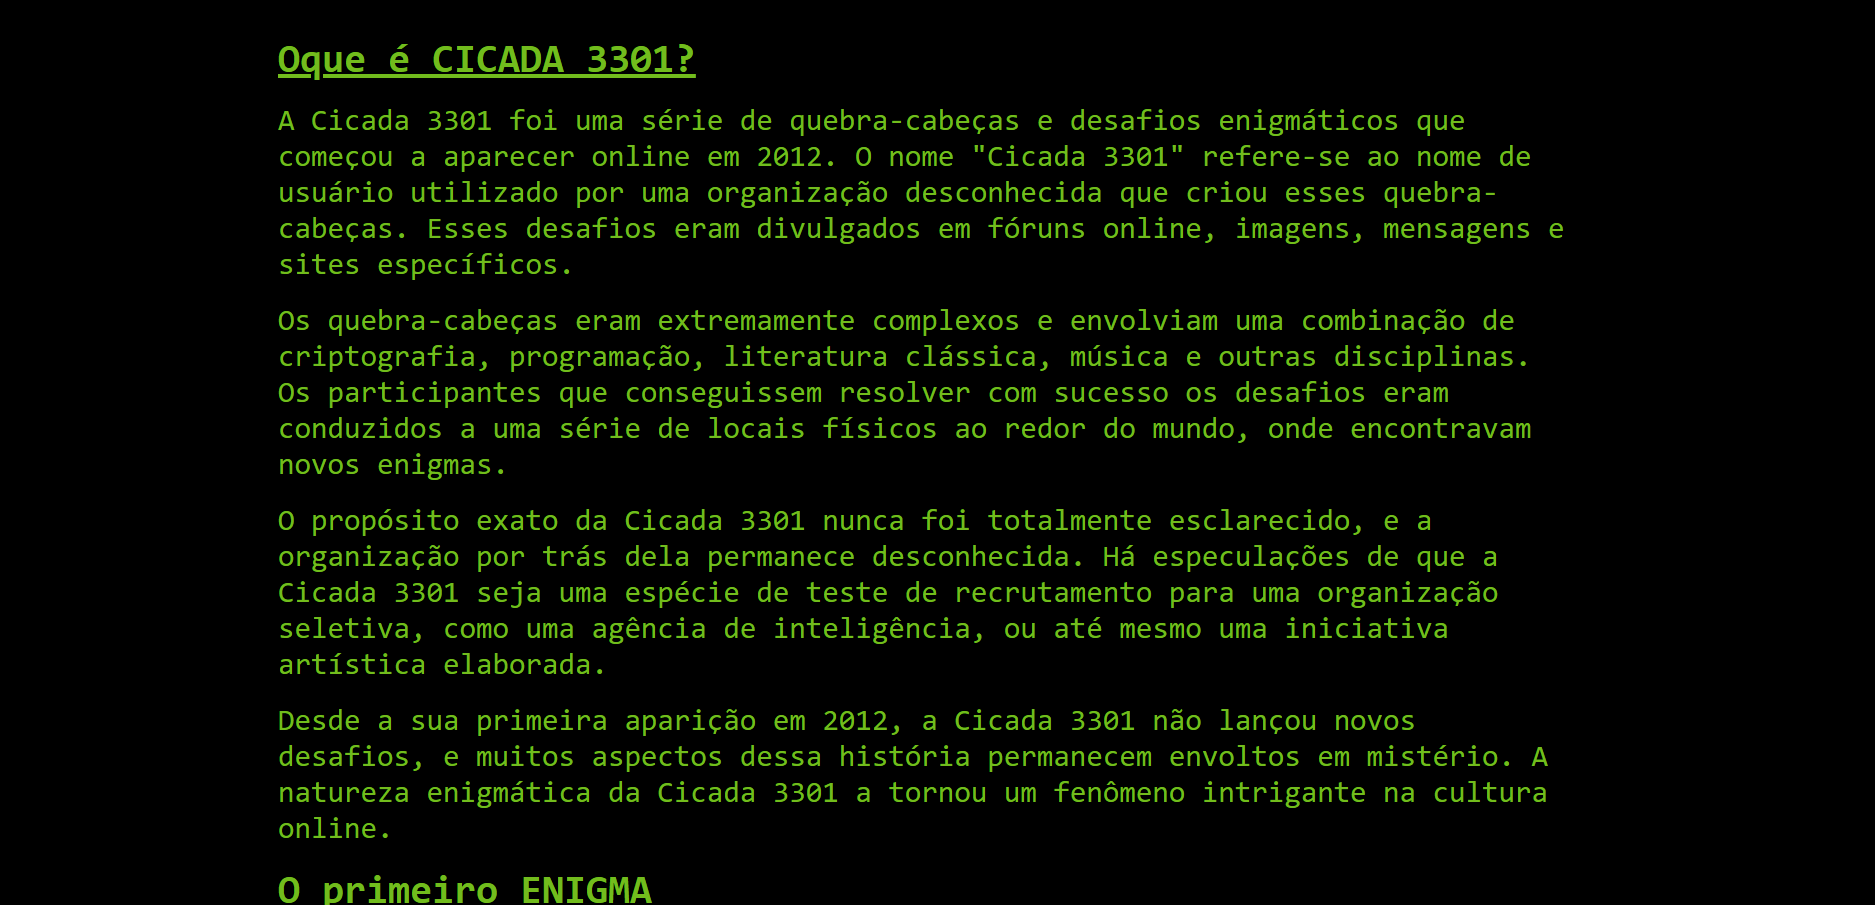 Oque é CICADA 3301?
A Cicada 3301 foi uma série de quebra-cabeças e desafios enigmáticos que
começou a aparecer online em 2012. O nome "Cicada 3301" refere-se ao nome de
usuário utilizado por uma organização desconhecida que criou esses quebra-
cabeças. Esses desafios eram divulgados em fóruns online, imagens, mensagens e
sites específicos.
Os quebra-cabeças eram extremamente complexos e envolviam uma combinação de
criptografia, programação, literatura clássica, música e outras disciplinas.
Os participantes que conseguissem resolver com sucesso os desafios eram
conduzidos a uma série de locais físicos ao redor do mundo, onde encontravam
novos enigmas.
O propósito exato da Cicada 3301 nunca foi totalmente esclarecido, e a
organização por trás dela permanece desconhecida. Há especulações de que a
Cicada 3301 seja uma espécie de teste de recrutamento para uma organização
seletiva, como uma agência de inteligência, ou até mesmo uma iniciativa
artística elaborada.
Desde a sua primeira aparição em 2012, a Cicada 3301 não lançou novos
desafios, e muitos aspectos dessa história permanecem envoltos em mistério. A
natureza enigmática da Cicada 3301 a tornou um fenômeno intrigante na cultura
online.
O primeiro ENIGMA